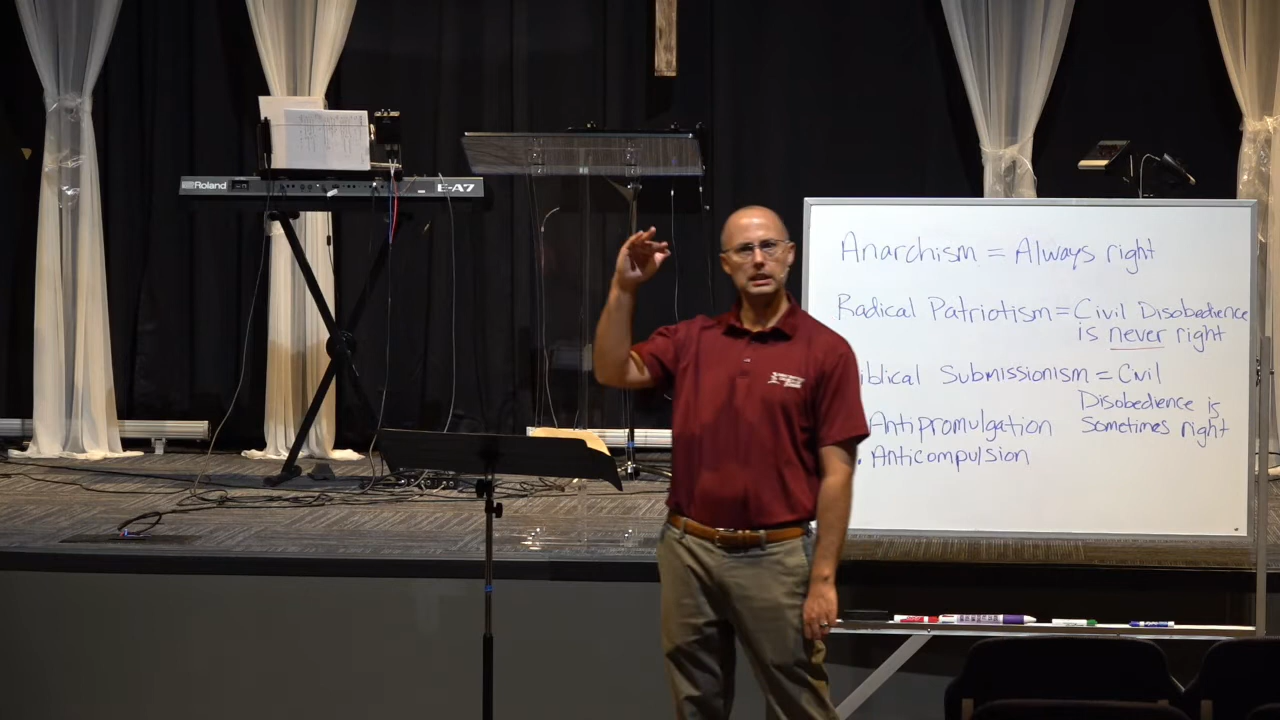 Roland
E-A7
Anarchism = Always right
Radical Patriotism = Civil Disobedience
is never right
iblical Submissionism = Civil
Disobedience is
Sometimes right
Antipromulgation
. Anticompulsion